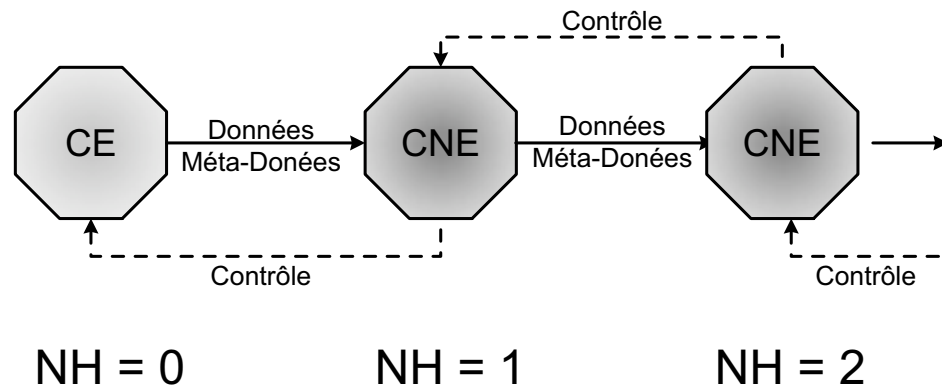 Contrôle
CE
Données
Méta-Donées
CNE
Données
Méta-Donées
CNE
Contrôle
Contrôle
NH = 0
NH = 1
NH = 2